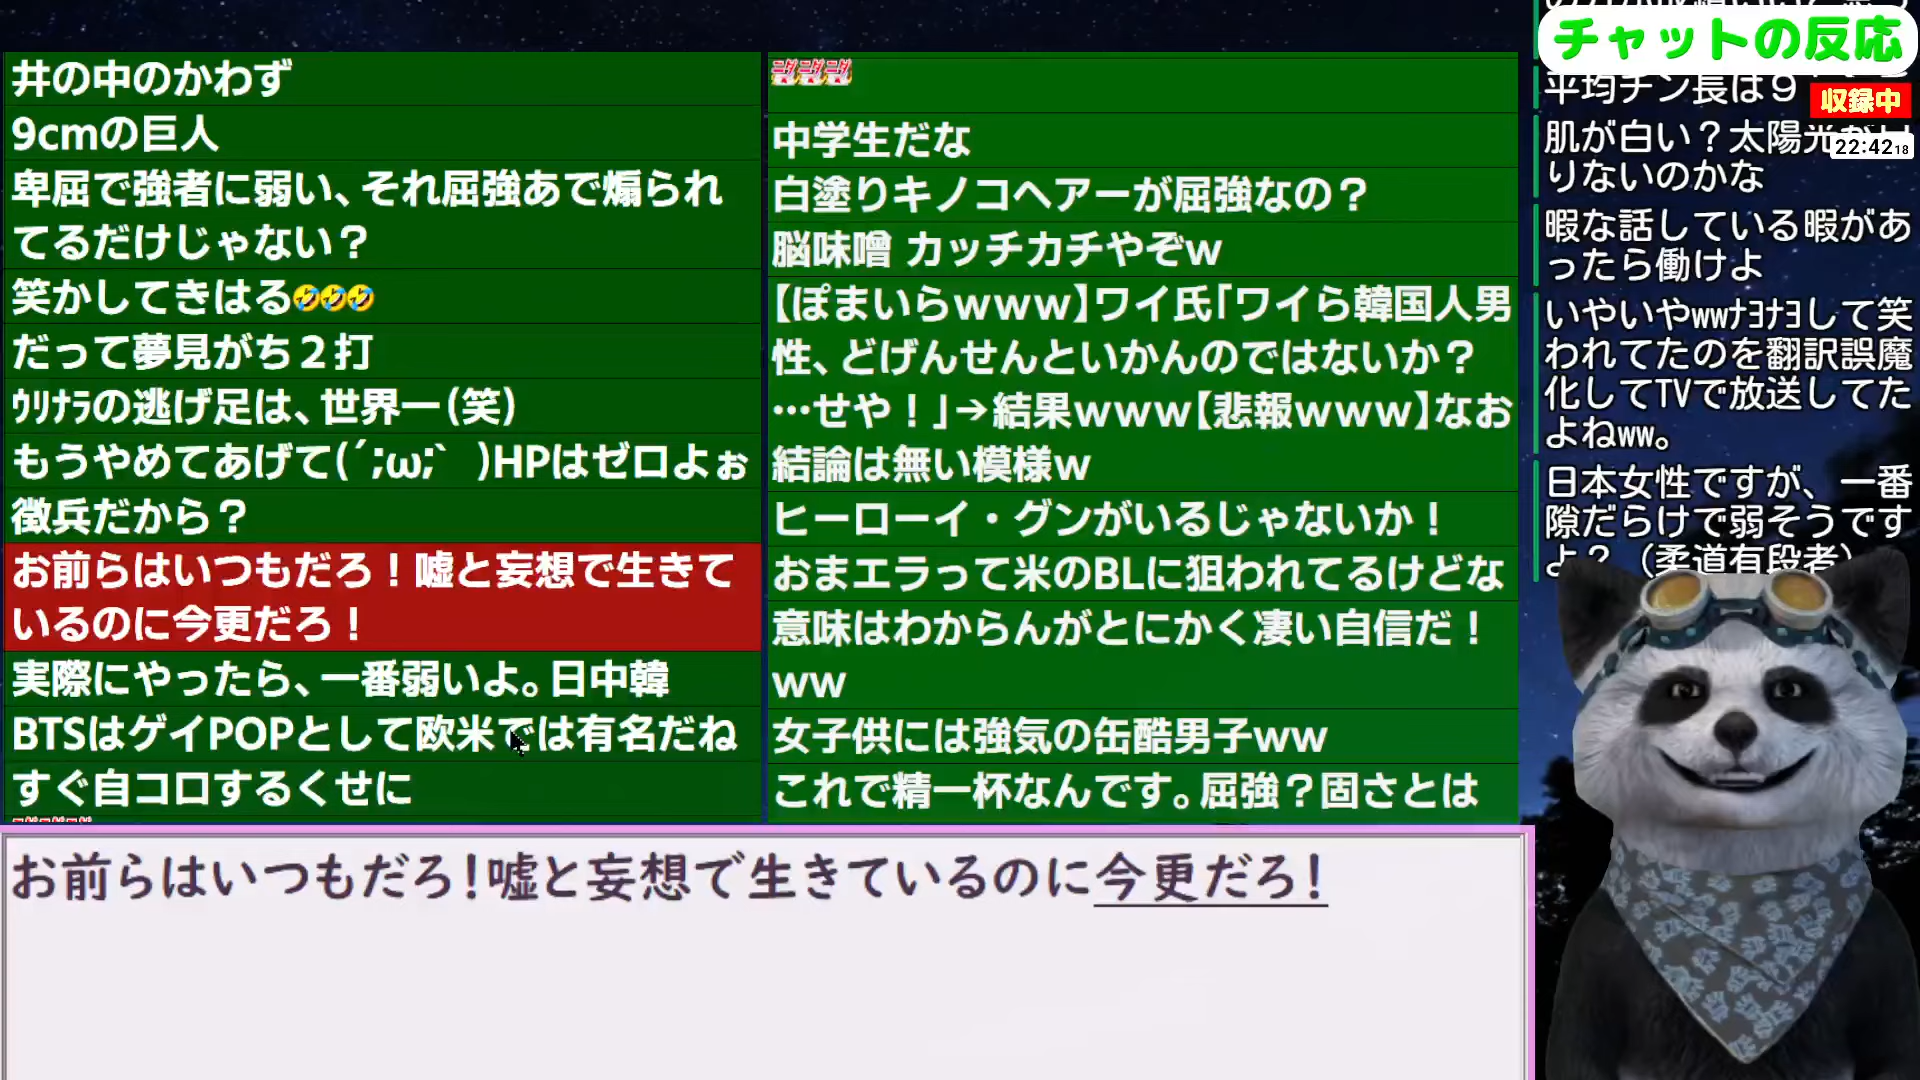 井の中のかわず
9cmの巨人
卑屈で強者に弱い、それ屈強あで煽られ
てるだけじゃない？
笑かしてきはる🤣🤣🤣
だって夢見がち２打
ｳﾘﾅﾗの逃げ足は、世界一(笑)
もうやめてあげて(´;ω;｀)HPはゼロよぉ
徴兵だから？
お前らはいつもだろ！嘘と妄想で生きて
いるのに今更だろ！
実際にやったら、一番弱いよ。日中韓
BTSはゲイPOPとして欧米では有名だね
すぐ自コロするくせに
中学生だな
白塗りキノコヘアーが屈強なの？
脳味噌 カッチカチやぞw
【ぽまいらwww】ワイ氏「ワイら韓国人男
性、どげんせんといかんのではないか？
…せや！」→結果www【悲報www】なお
結論は無い模様w
ヒーローイ・グンがいるじゃないか！
おまエラって米のBLに狙われてるけどな
意味はわからんがとにかく凄い自信だ！
ww
女子供には強気の缶酷男子ww
これで精一杯なんです。屈強？固さとは
チャットの反応
平均チン長は９
収録中
肌が白い？太陽光が
22:42 18
りないのかな
暇な話している暇があ
ったら働けよ
いやいやwwﾅﾖﾅﾖして笑
われてたのを翻訳誤魔
化してTVで放送してた
よねww。
日本女性ですが、一番
隙だらけで弱そうです
よ？（柔道有段者）
お前らはいつもだろ！嘘と妄想で生きているのに今更だろ！